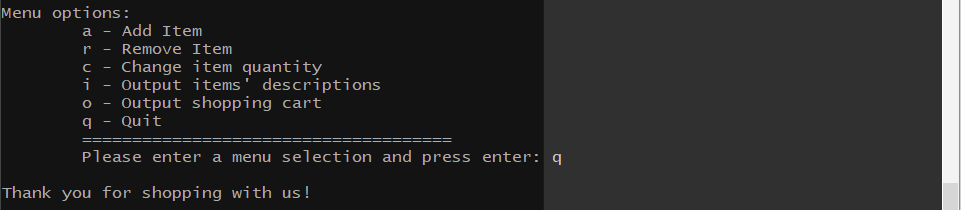 Menu options:
a - Add Item
r - Remove Item
c - Change item quantity
i - Output items' descriptions
o - Output shopping cart
q - Quit
=====================================
Please enter a menu selection and press enter: q
Thank you for shopping with us!